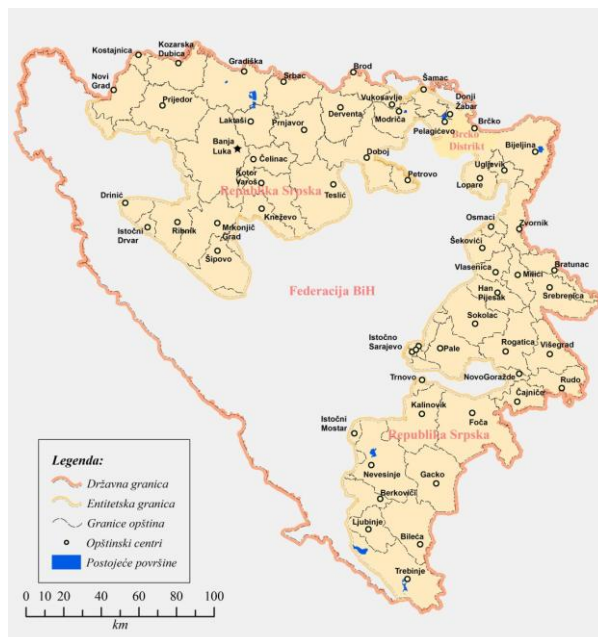 Kostajnica
Kozarska
Dubica
Novi
Grad
Prijedor
Gradiška
Srbac
Laktaši
Prnjavor
Banja
Luka
Čelinac
Kotor
Varoš
Republika Srpska
Kneževo
Teslić
Brod
Derventa
Vukosavlje
Modriča
Šamac
Donji
Žabar
Pelagićevo
Brčko
Brčko
Distrikt
Doboj
Petrovo
Bijeljina
Ugljevik
Lopare
Drinić
Istočni
Drvar
Ribnik
Mrkonjić
Grad
Šipovo
Federacija BiH
Osmaci
Zvornik
Šekovići
Vlasenica
Milići
Bratunac
Han
Pijesak
Srebrenica
Sokolac
Istočno
Sarajevo
Pale
Rogatica
Višegrad
Trnovo
NovoGoražde
Rudo
Čajniče
Kalinovik
Foča
Istočni
Mostar
Republika Srpska
Nevesinje
Gacko
Berkovići
Ljubinje
Bileća
Trebinje
Legenda:
Državna granica
Entitetska granica
Granice opština
Opštinski centri
Postojeće površine
0 10 20 40 60 80 100
km